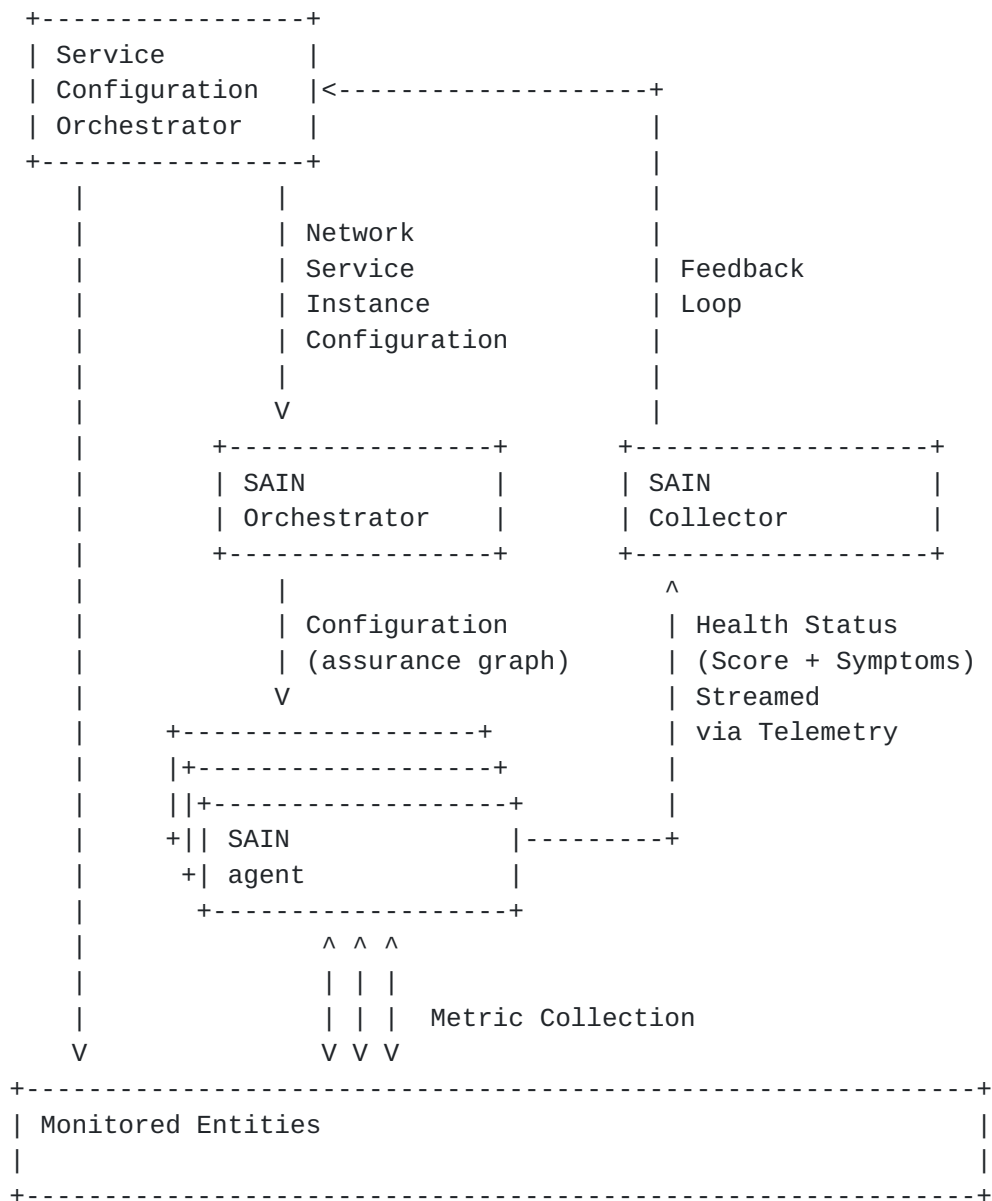 Service
Configuration
Orchestrator
Network
Service
Instance
Configuration
Feedback
Loop
SAIN
Orchestrator
SAIN
Collector
Configuration
(assurance graph)
Health Status
(Score + Symptoms)
Streamed
via Telemetry
SAIN
agent
Metric Collection
Monitored Entities